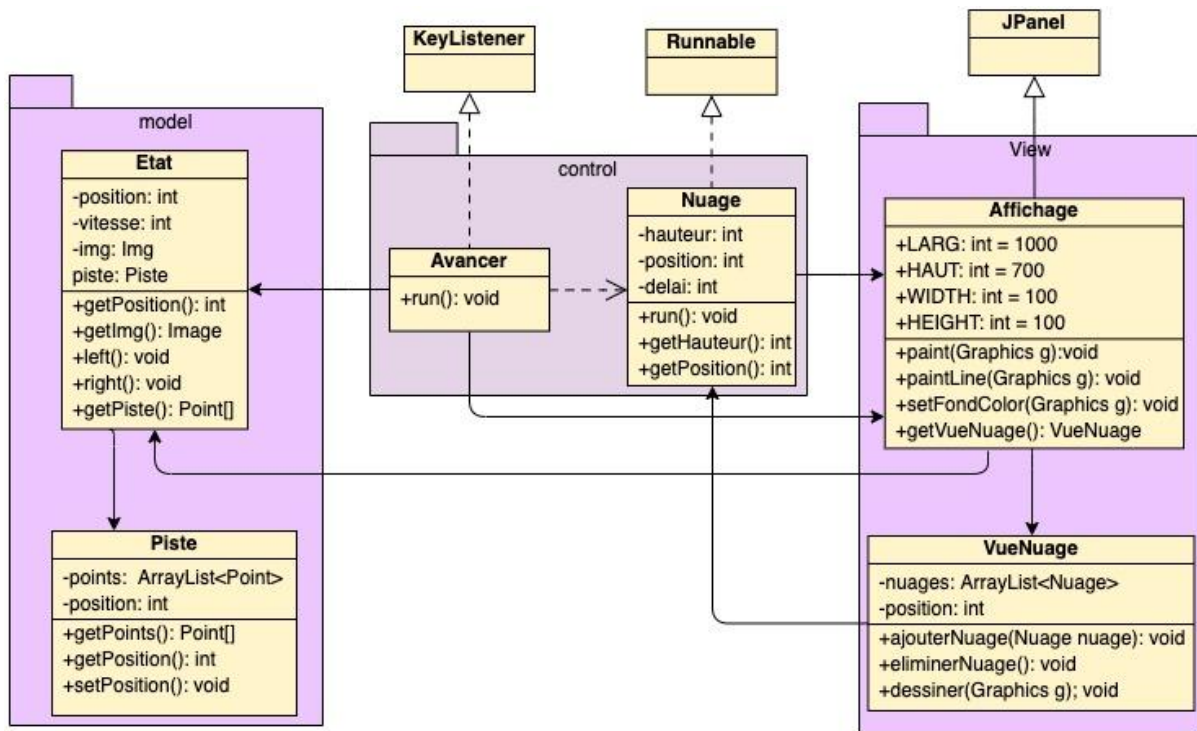 KeyListener
Runnable
JPanel
model
Etat
-position: int
-vitesse: int
-img: Img
piste: Piste
+getPosition(): int
+getImg(): Image
+left(): void
+right(): void
+getPiste(): Point[]
Piste
-points: ArrayList<Point>
-position: int
+getPoints(): Point[]
+getPosition(): int
+setPosition(): void
control
Avancer
+run(): void
Nuage
-hauteur: int
-position: int
-delai: int
+run(): void
+getHauteur(): int
+getPosition(): int
View
Affichage
+LARG: int = 1000
+HAUT: int = 700
+WIDTH: int = 100
+HEIGHT: int = 100
+paint(Graphics g):void
+paintLine(Graphics g): void
+setFondColor(Graphics g): void
+getVueNuage(): VueNuage
VueNuage
-nuages: ArrayList<Nuage>
-position: int
+ajouterNuage(Nuage nuage): void
+eliminerNuage(): void
+dessiner(Graphics g); void